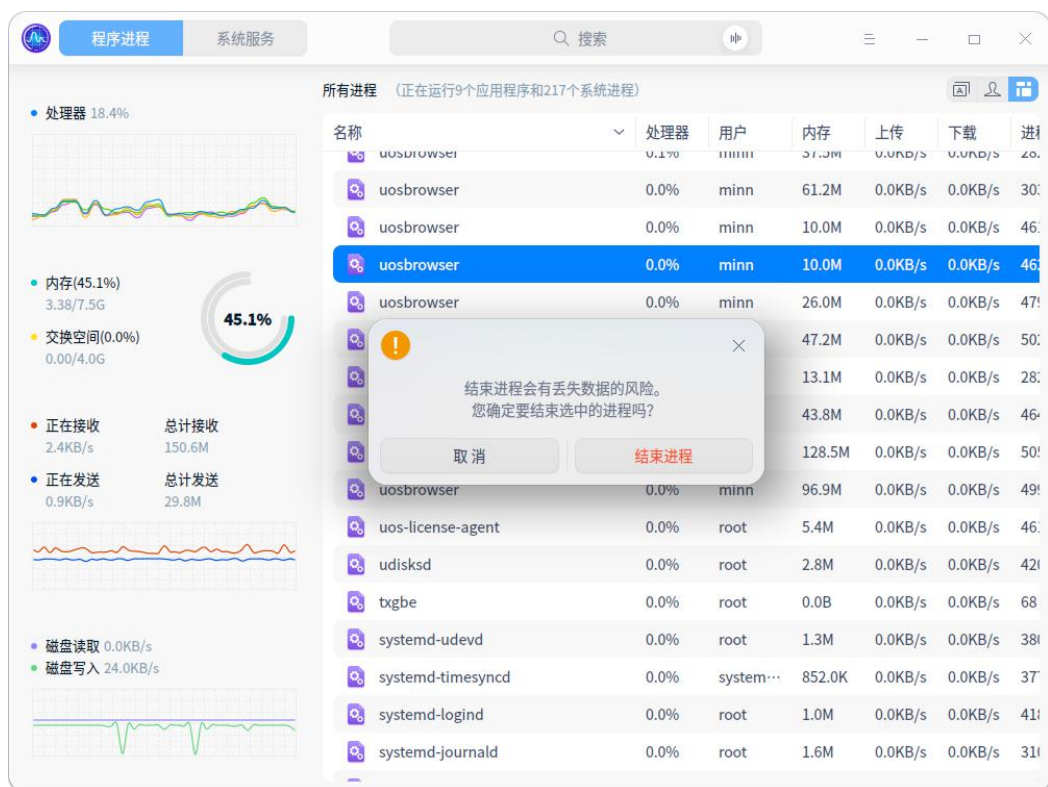 程序进程 系统服务 搜索
所有进程 (正在运行9个应用程序和217个系统进程)
处理器 18.4%
内存(45.1%)
3.38/7.5G
45.1%
交换空间(0.0%)
0.00/4.0G
正在接收 总计接收
2.4KB/s 150.6M
正在发送 总计发送
0.9KB/s 29.8M
磁盘读取 0.0KB/s
磁盘写入 24.0KB/s
名称 处理器 用户 内存 上传 下载
uosbrowser 0.1% minn 37.5M 0.0KB/s 0.0KB/s
uosbrowser 0.0% minn 61.2M 0.0KB/s 0.0KB/s
uosbrowser 0.0% minn 10.0M 0.0KB/s 0.0KB/s
uosbrowser 0.0% minn 10.0M 0.0KB/s 0.0KB/s
uosbrowser 0.0% minn 26.0M 0.0KB/s 0.0KB/s
47.2M 0.0KB/s 0.0KB/s
13.1M 0.0KB/s 0.0KB/s
43.8M 0.0KB/s 0.0KB/s
128.5M 0.0KB/s 0.0KB/s
uosbrowser 0.0% minn 96.9M 0.0KB/s 0.0KB/s
uos-license-agent 0.0% root 5.4M 0.0KB/s 0.0KB/s
udisksd 0.0% root 2.8M 0.0KB/s 0.0KB/s
txgbe 0.0% root 0.0B 0.0KB/s 0.0KB/s 68
systemd-udevd 0.0% root 1.3M 0.0KB/s 0.0KB/s
systemd-timesyncd 0.0% system··· 852.0K 0.0KB/s 0.0KB/s
systemd-logind 0.0% root 1.0M 0.0KB/s 0.0KB/s
systemd-journald 0.0% root 1.6M 0.0KB/s 0.0KB/s
结束进程会有丢失数据的风险。
您确定要结束选中的进程吗?
取消 结束进程